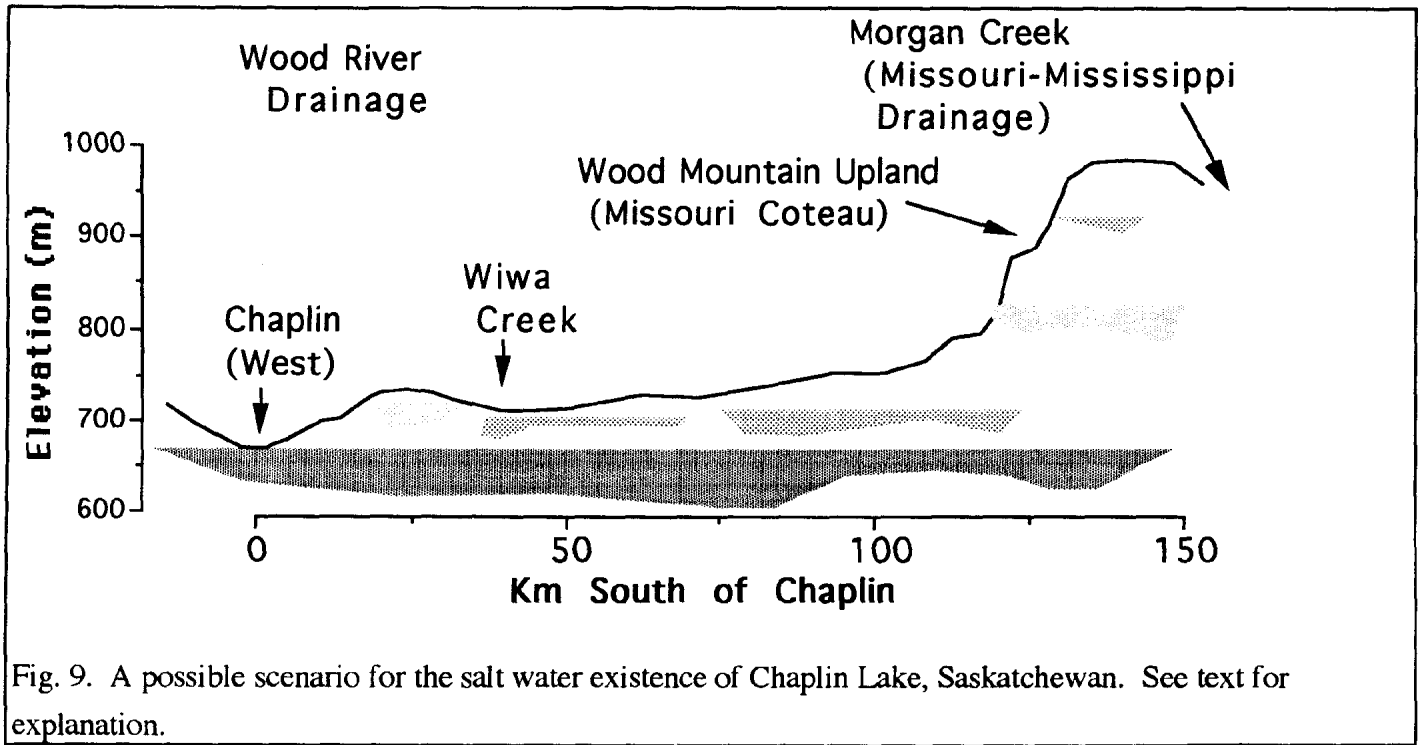 Wood River
Drainage
Morgan Creek
(Missouri-Mississippi
Drainage)
Wood Mountain Upland
(Missouri Coteau)
Wiwa
Creek
Chaplin
(West)
Elevation (m)
1000
900
800
700
600
0
50
100
150
Km South of Chaplin
Fig. 9. A possible scenario for the salt water existence of Chaplin Lake, Saskatchewan. See text for
explanation.